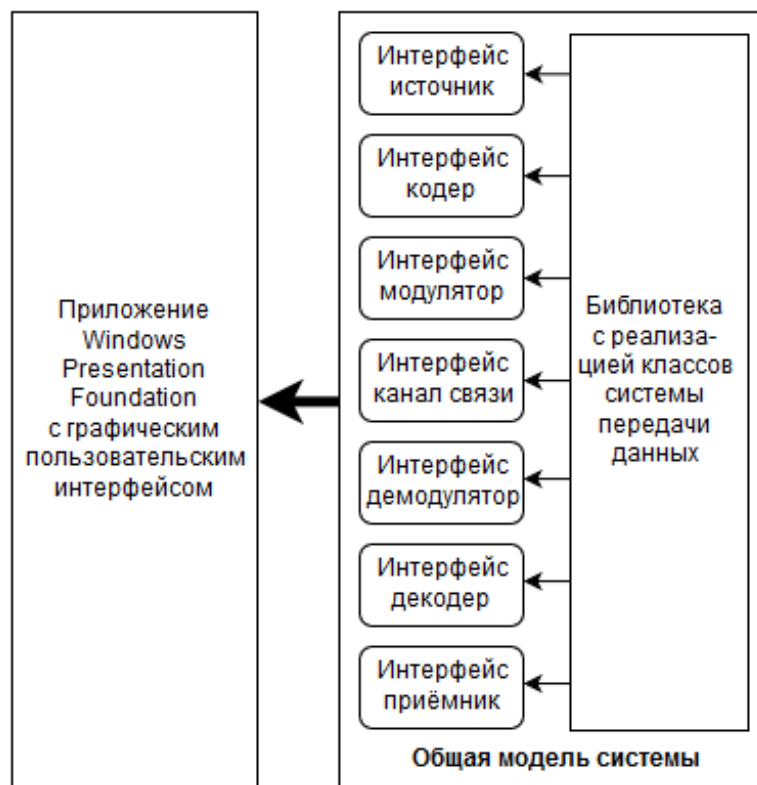 Приложение
Windows
Presentation
Foundation
с графическим
пользовательским
интерфейсом
Интерфейс
источник
Интерфейс
кодер
Интерфейс
модулятор
Интерфейс
канал связи
Интерфейс
демодулятор
Интерфейс
декодер
Интерфейс
приёмник
Библиотека
с реализа-
цией классов
системы
передачи
данных
Общая модель системы